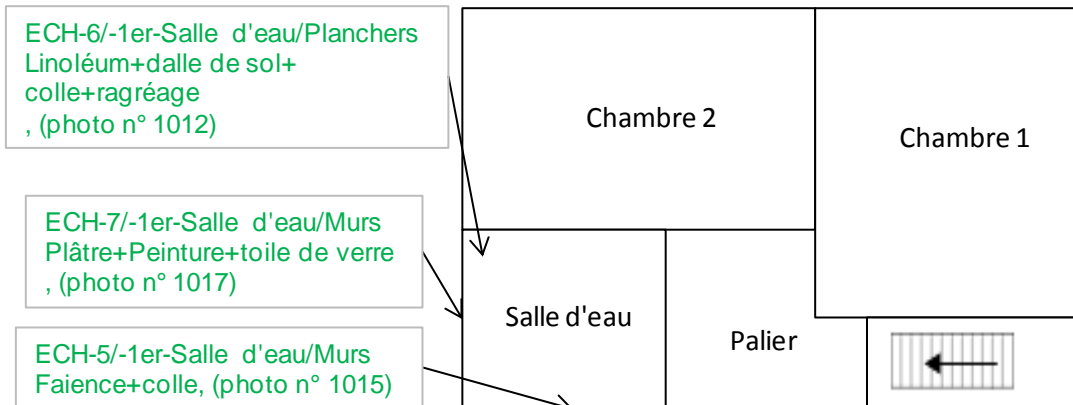 ECH-6/-1er-Salle d'eau/Planchers
Linoléum+dalle de sol+
colle+ragréage
, (photo n° 1012)
Chambre 2
Chambre 1
ECH-7/-1er-Salle d'eau/Murs
Plâtre+Peinture+toile de verre
, (photo n° 1017)
Salle d'eau
Palier
ECH-5/-1er-Salle d'eau/Murs
Faience+colle, (photo n° 1015)